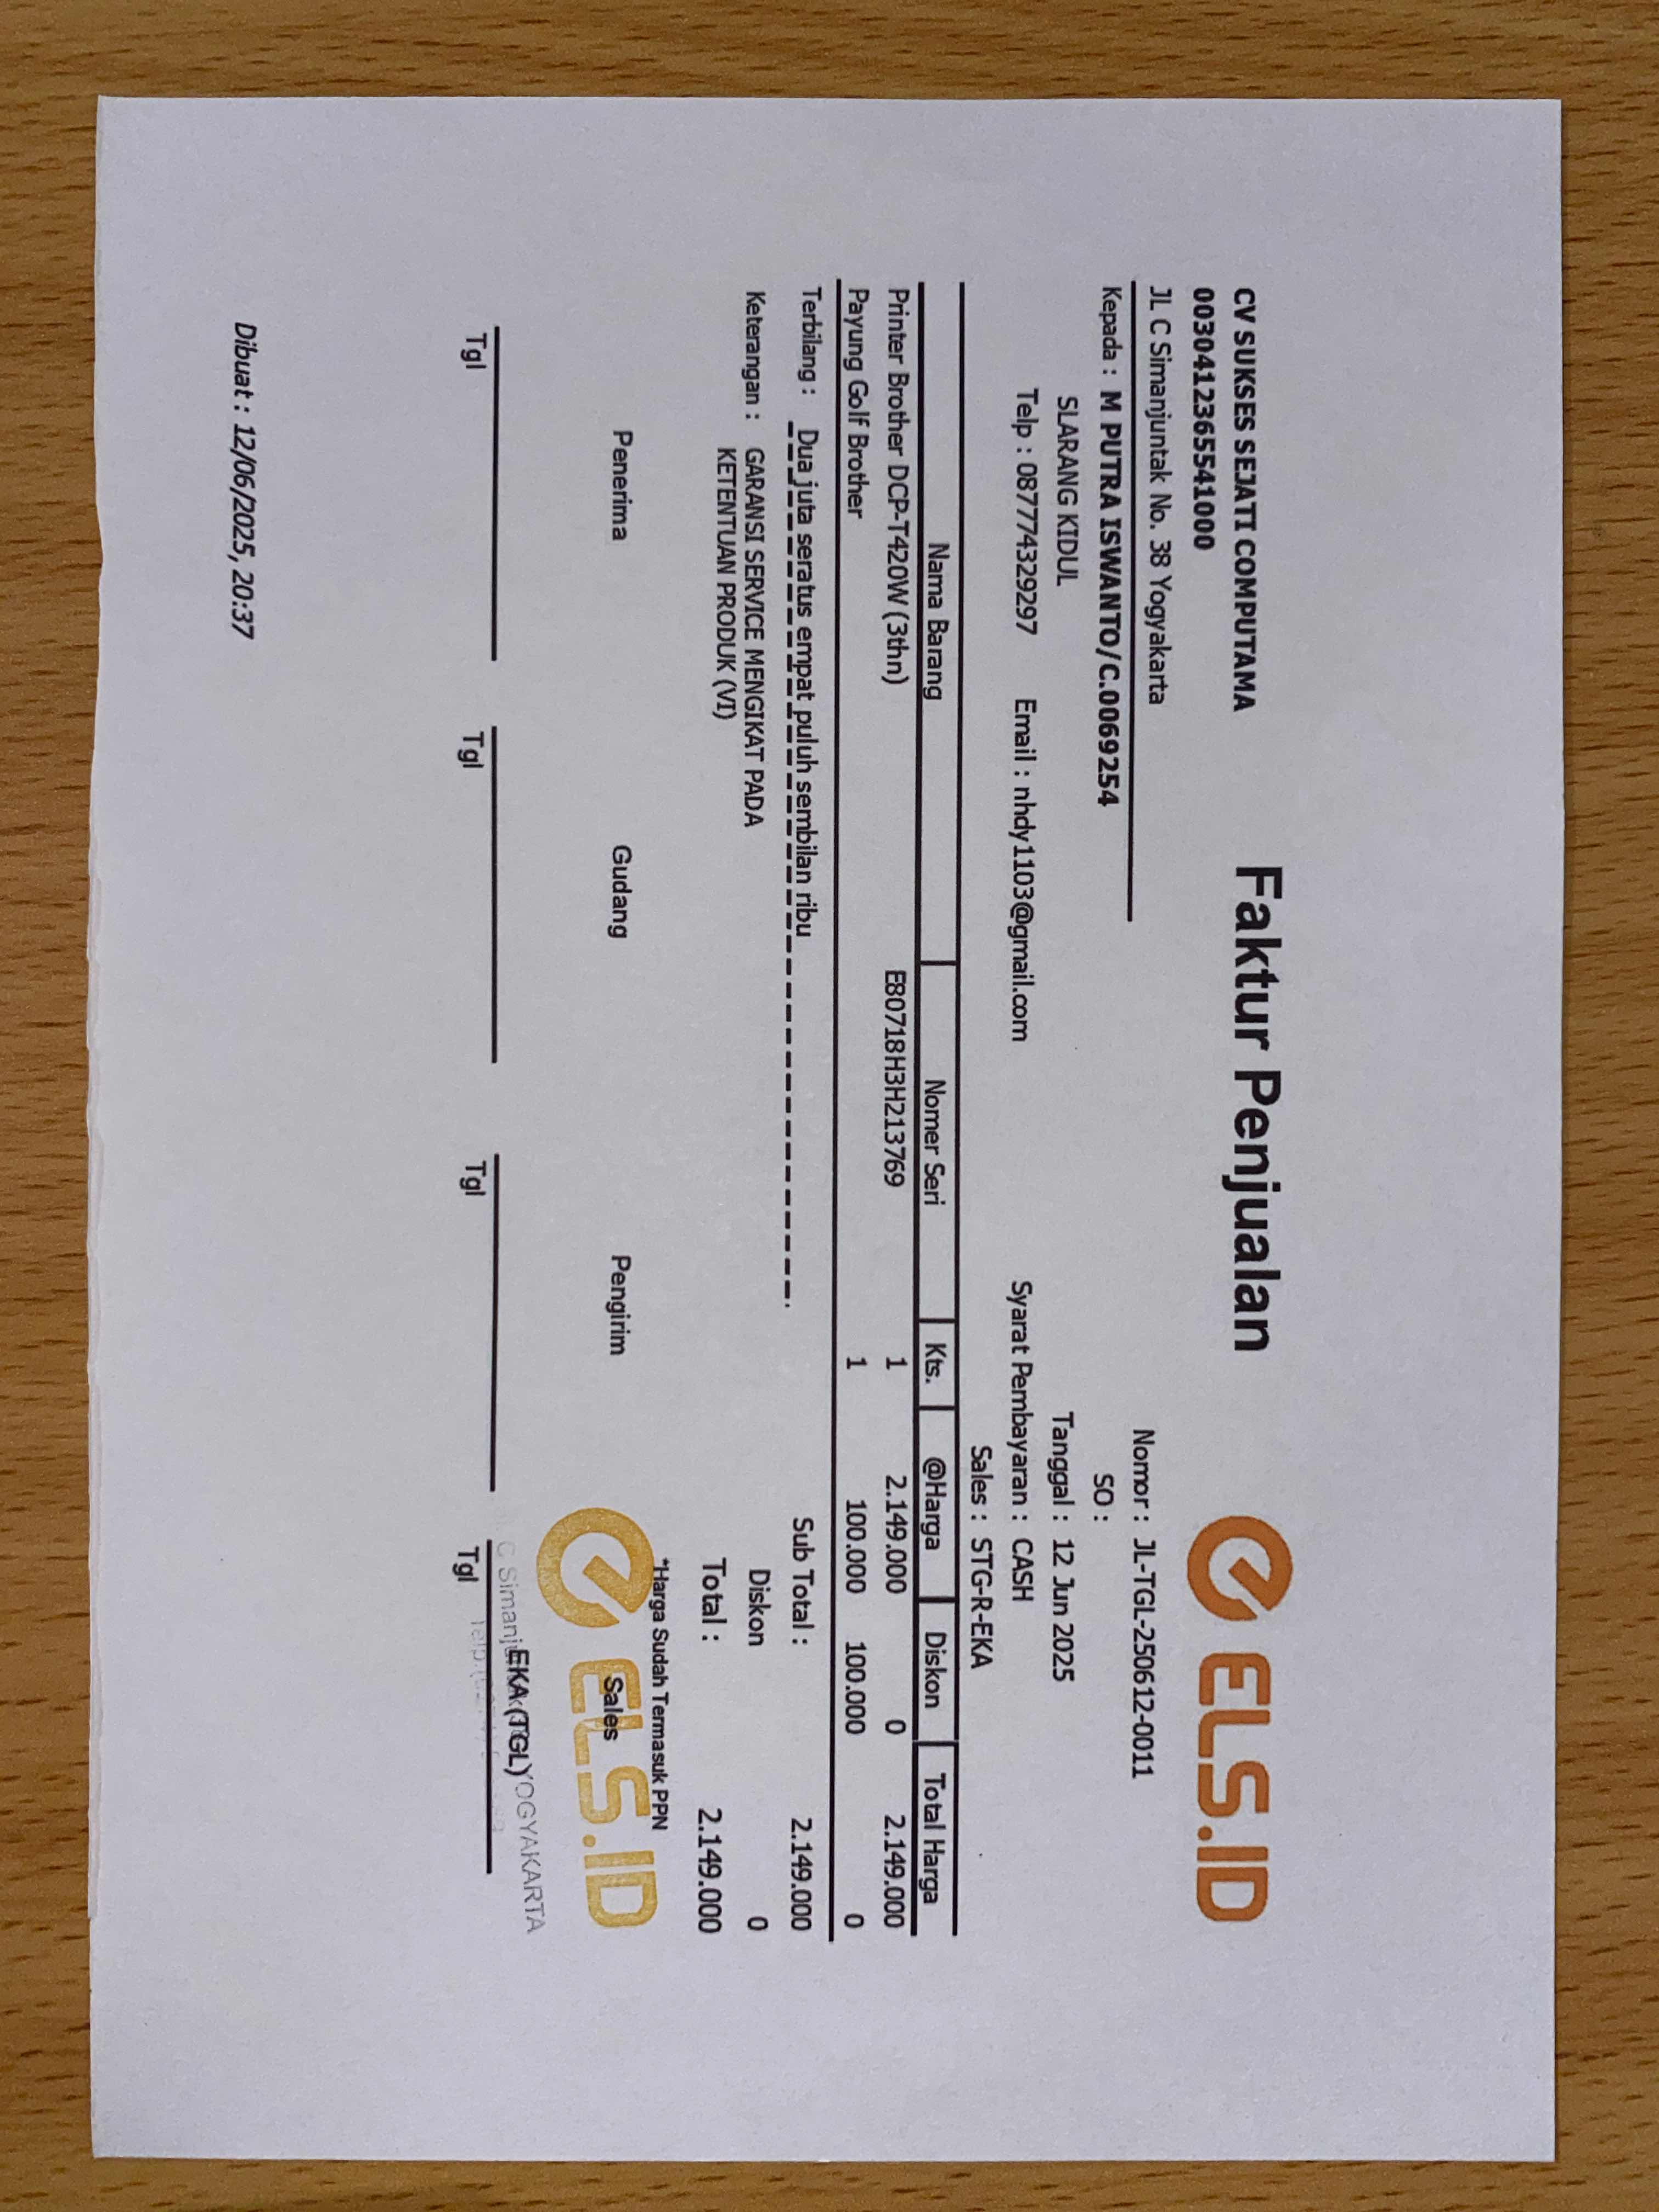 CV SUKSES SEJATI COMPUTAMA
0030412365541000
JL C Simanjuntak No. 38 Yogyakarta
Faktur Penjualan
ELS.ID
Kepada : M PUTRA ISWANTO/C.0069254
SLARANG KIDUL
Telp : 087774329297 Email : nhdy1103@gmail.com
Nomor : JL-TGL-250612-0011
SO :
Tanggal : 12 Jun 2025
Syarat Pembayaran : CASH
Sales : STG-R-EKA
Nama Barang Nomer Seri Kts. @Harga Diskon Total Harga
Printer Brother DCP-T420W (3thn) E80718H3H213769 1 2.149.000 0 2.149.000
Payung Golf Brother 1 100.000 100.000 0
Terbilang : Dua juta seratus empat puluh sembilan ribu
Sub Total : 2.149.000
Keterangan : GARANSI SERVICE MENGIKAT PADA
KETENTUAN PRODUK (VI)
Diskon 0
Total : 2.149.000
*Harga Sudah Termasuk PPN
Penerima Gudang Pengirim Sales
ELS.ID
C Simanj YOGYAKARTA
EKA (TGL)
Telp.
Tgl Tgl Tgl Tgl
Dibuat : 12/06/2025, 20:37